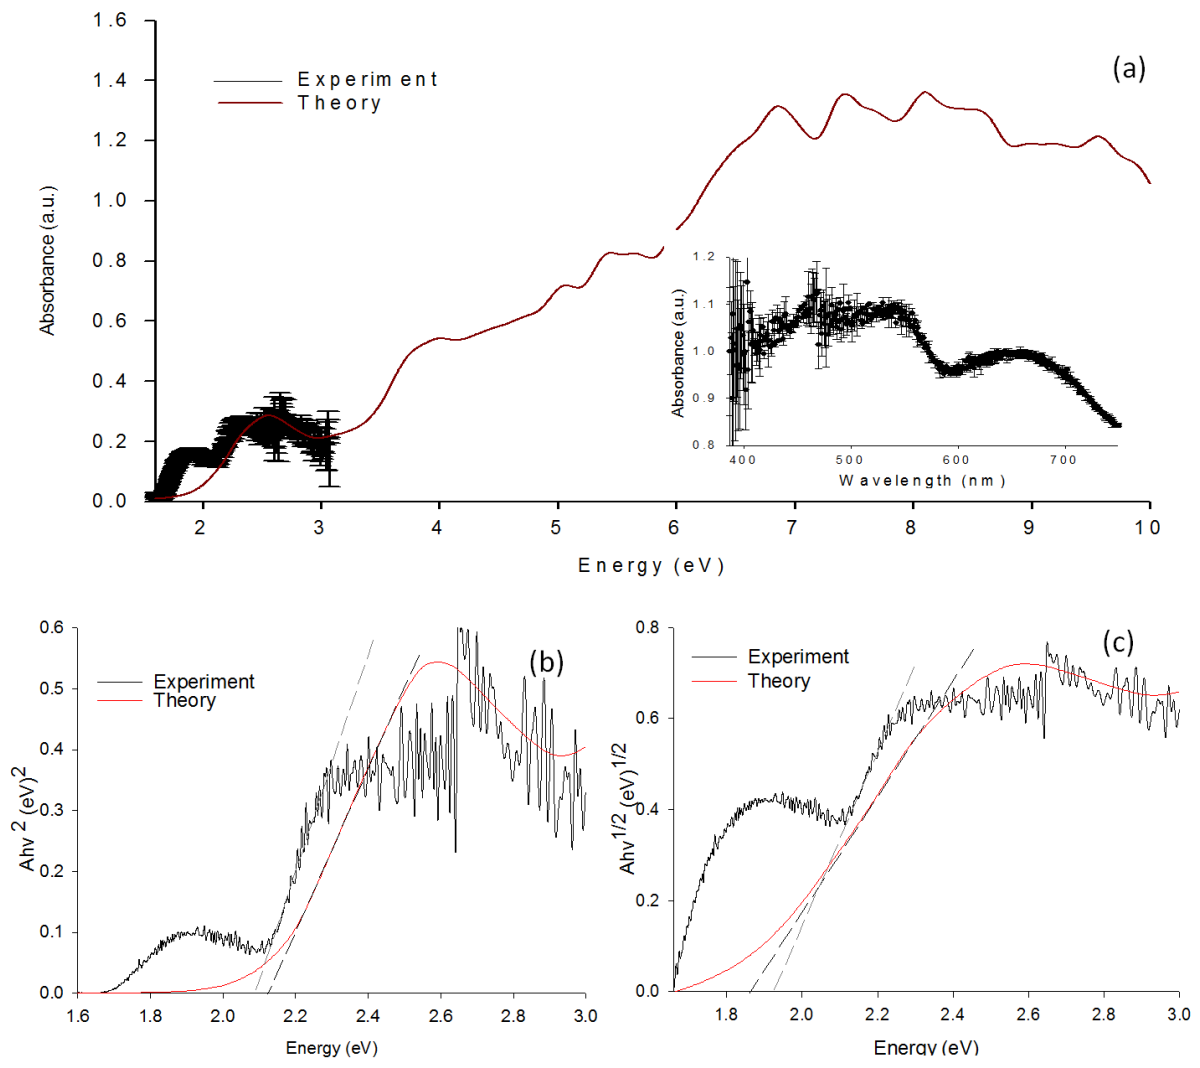 (a)
Experiment
Theory
1.6
1.4
1.2
1.0
0.8
0.6
0.4
0.2
0.0
Absorbance (a.u.)
2 3 4 5 6 7 8 9 10
Energy (eV)
1.2
1.1
1.0
0.9
0.8
Absorbance (a.u.)
400 500 600 700
Wavelength (nm)
(b)
Experiment
Theory
0.6
0.5
0.4
0.3
0.2
0.1
0.0
Ahv 2 (eV)2
1.6 1.8 2.0 2.2 2.4 2.6 2.8 3.0
Energy (eV)
(c)
Experiment
Theory
0.8
0.6
0.4
0.2
0.0
Ahv1/2 (eV)1/2
1.8 2.0 2.2 2.4 2.6 2.8 3.0
Energy (eV)